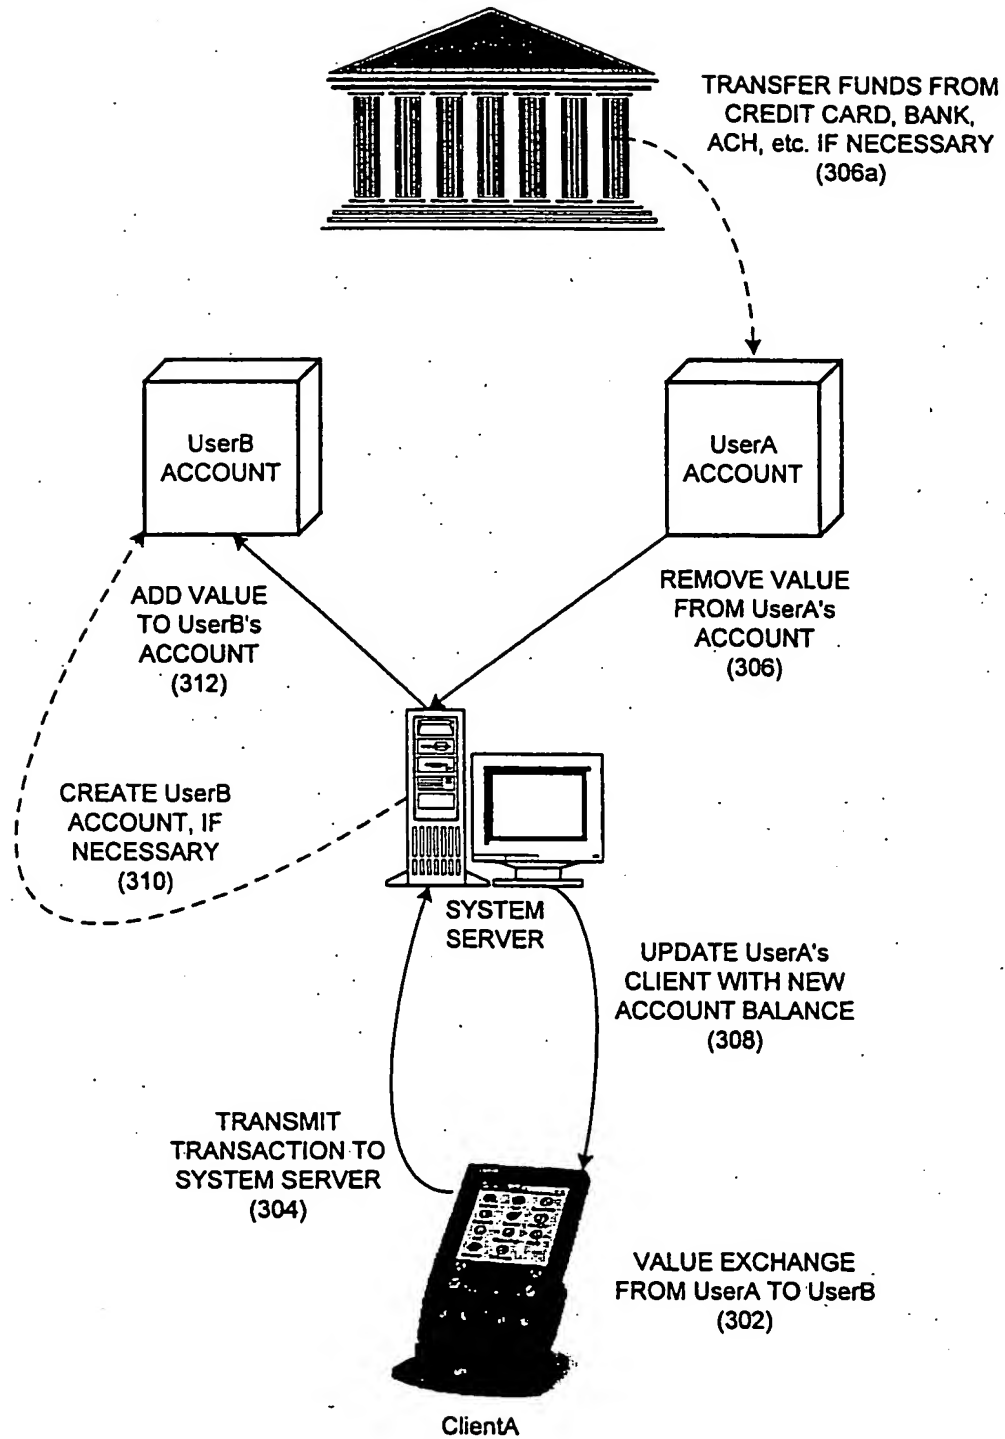 TRANSFER FUNDS FROM
CREDIT CARD, BANK,
ACH, etc. IF NECESSARY
(306a)
UserB
ACCOUNT
UserA
ACCOUNT
ADD VALUE
TO UserB's
ACCOUNT
(312)
REMOVE VALUE
FROM UserA's
ACCOUNT
(306)
CREATE UserB
ACCOUNT, IF
NECESSARY
(310)
SYSTEM
SERVER
UPDATE UserA's
CLIENT WITH NEW
ACCOUNT BALANCE
(308)
TRANSMIT
TRANSACTION TO
SYSTEM SERVER
(304)
VALUE EXCHANGE
FROM UserA TO UserB
(302)
ClientA